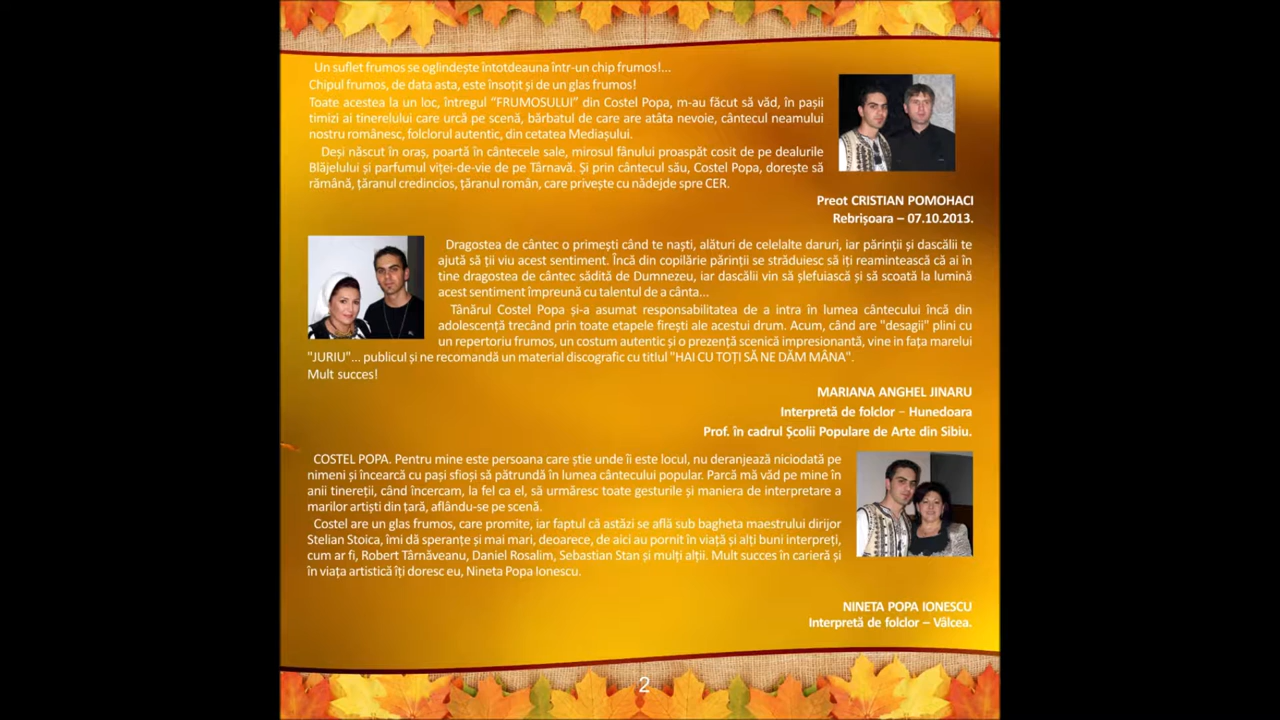 Un suflet frumos se oglindește întotdeauna într-un chip frumos!...
Chipul frumos, de data asta, este însoțit și de un glas frumos!
Toate acestea la un loc, întregul “FRUMOSULUI” din Costel Popa, m-au făcut să văd, în pașii
timizi ai tinerelului care urcă pe scenă, bărbatul de care are atâta nevoie, cântecul neamului
nostru românesc, folclorul autentic, din cetatea Mediașului.
Deși născut în oraș, poartă în cântecele sale, mirosul fânului proaspăt cosit de pe dealurile
Blăjelului și parfumul viței-de-vie de pe Târnavă. Și prin cântecul său, Costel Popa, dorește să
rămână, țăranul credincios, țăranul român, care privește cu nădejde spre CER.
Preot CRISTIAN POMOHACI
Rebrișoara – 07.10.2013.
Dragostea de cântec o primești când te naști, alături de celelalte daruri, iar părinții și dascălii te
ajută să ții viu acest sentiment. Încă din copilărie părinții se străduiesc să iți reamintească că ai în
tine dragostea de cântec sădită de Dumnezeu, iar dascălii vin să șlefuiască și să scoată la lumină
acest sentiment împreună cu talentul de a cânta...
Tânărul Costel Popa și-a asumat responsabilitatea de a intra în lumea cântecului încă din
adolescență trecând prin toate etapele firești ale acestui drum. Acum, când are "desagii" plini cu
un repertoriu frumos, un costum autentic și o prezență scenică impresionantă, vine in fața marelui
"JURIU"... publicul și ne recomandă un material discografic cu titlul "HAI CU TOȚI SĂ NE DĂM MÂNA".
Mult succes!
MARIANA ANGHEL JINARU
Interpretă de folclor – Hunedoara
Prof. în cadrul Școlii Populare de Arte din Sibiu.
COSTEL POPA. Pentru mine este persoana care știe unde îi este locul, nu deranjează niciodată pe
nimeni și încearcă cu pași sfioși să pătrundă în lumea cântecului popular. Parcă mă văd pe mine în
anii tinereții, când încercam, la fel ca el, să urmăresc toate gesturile și maniera de interpretare a
marilor artiști din țară, aflându-se pe scenă.
Costel are un glas frumos, care promite, iar faptul că astăzi se află sub bagheta maestrului dirijor
Stelian Stoica, îmi dă speranțe și mai mari, deoarece, de aici au pornit în viață și alți buni interpreți,
cum ar fi, Robert Târnăveanu, Daniel Rosalim, Sebastian Stan și mulți alții. Mult succes în carieră și
în viața artistică îți doresc eu, Nineta Popa Ionescu.
NINETA POPA IONESCU
Interpretă de folclor – Vâlcea.
2